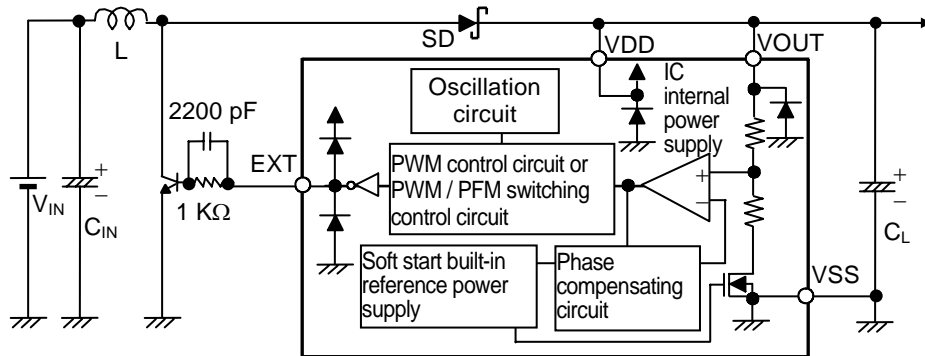 L
SD
VDD
VOUT
Oscillation
circuit
IC
internal
power
supply
2200 pF
EXT
PWM control circuit or
PWM / PFM switching
control circuit
+
−
1 KΩ
VIN
+
−
CIN
Soft start built-in
reference power
supply
Phase
compensating
circuit
VSS
+
−
CL